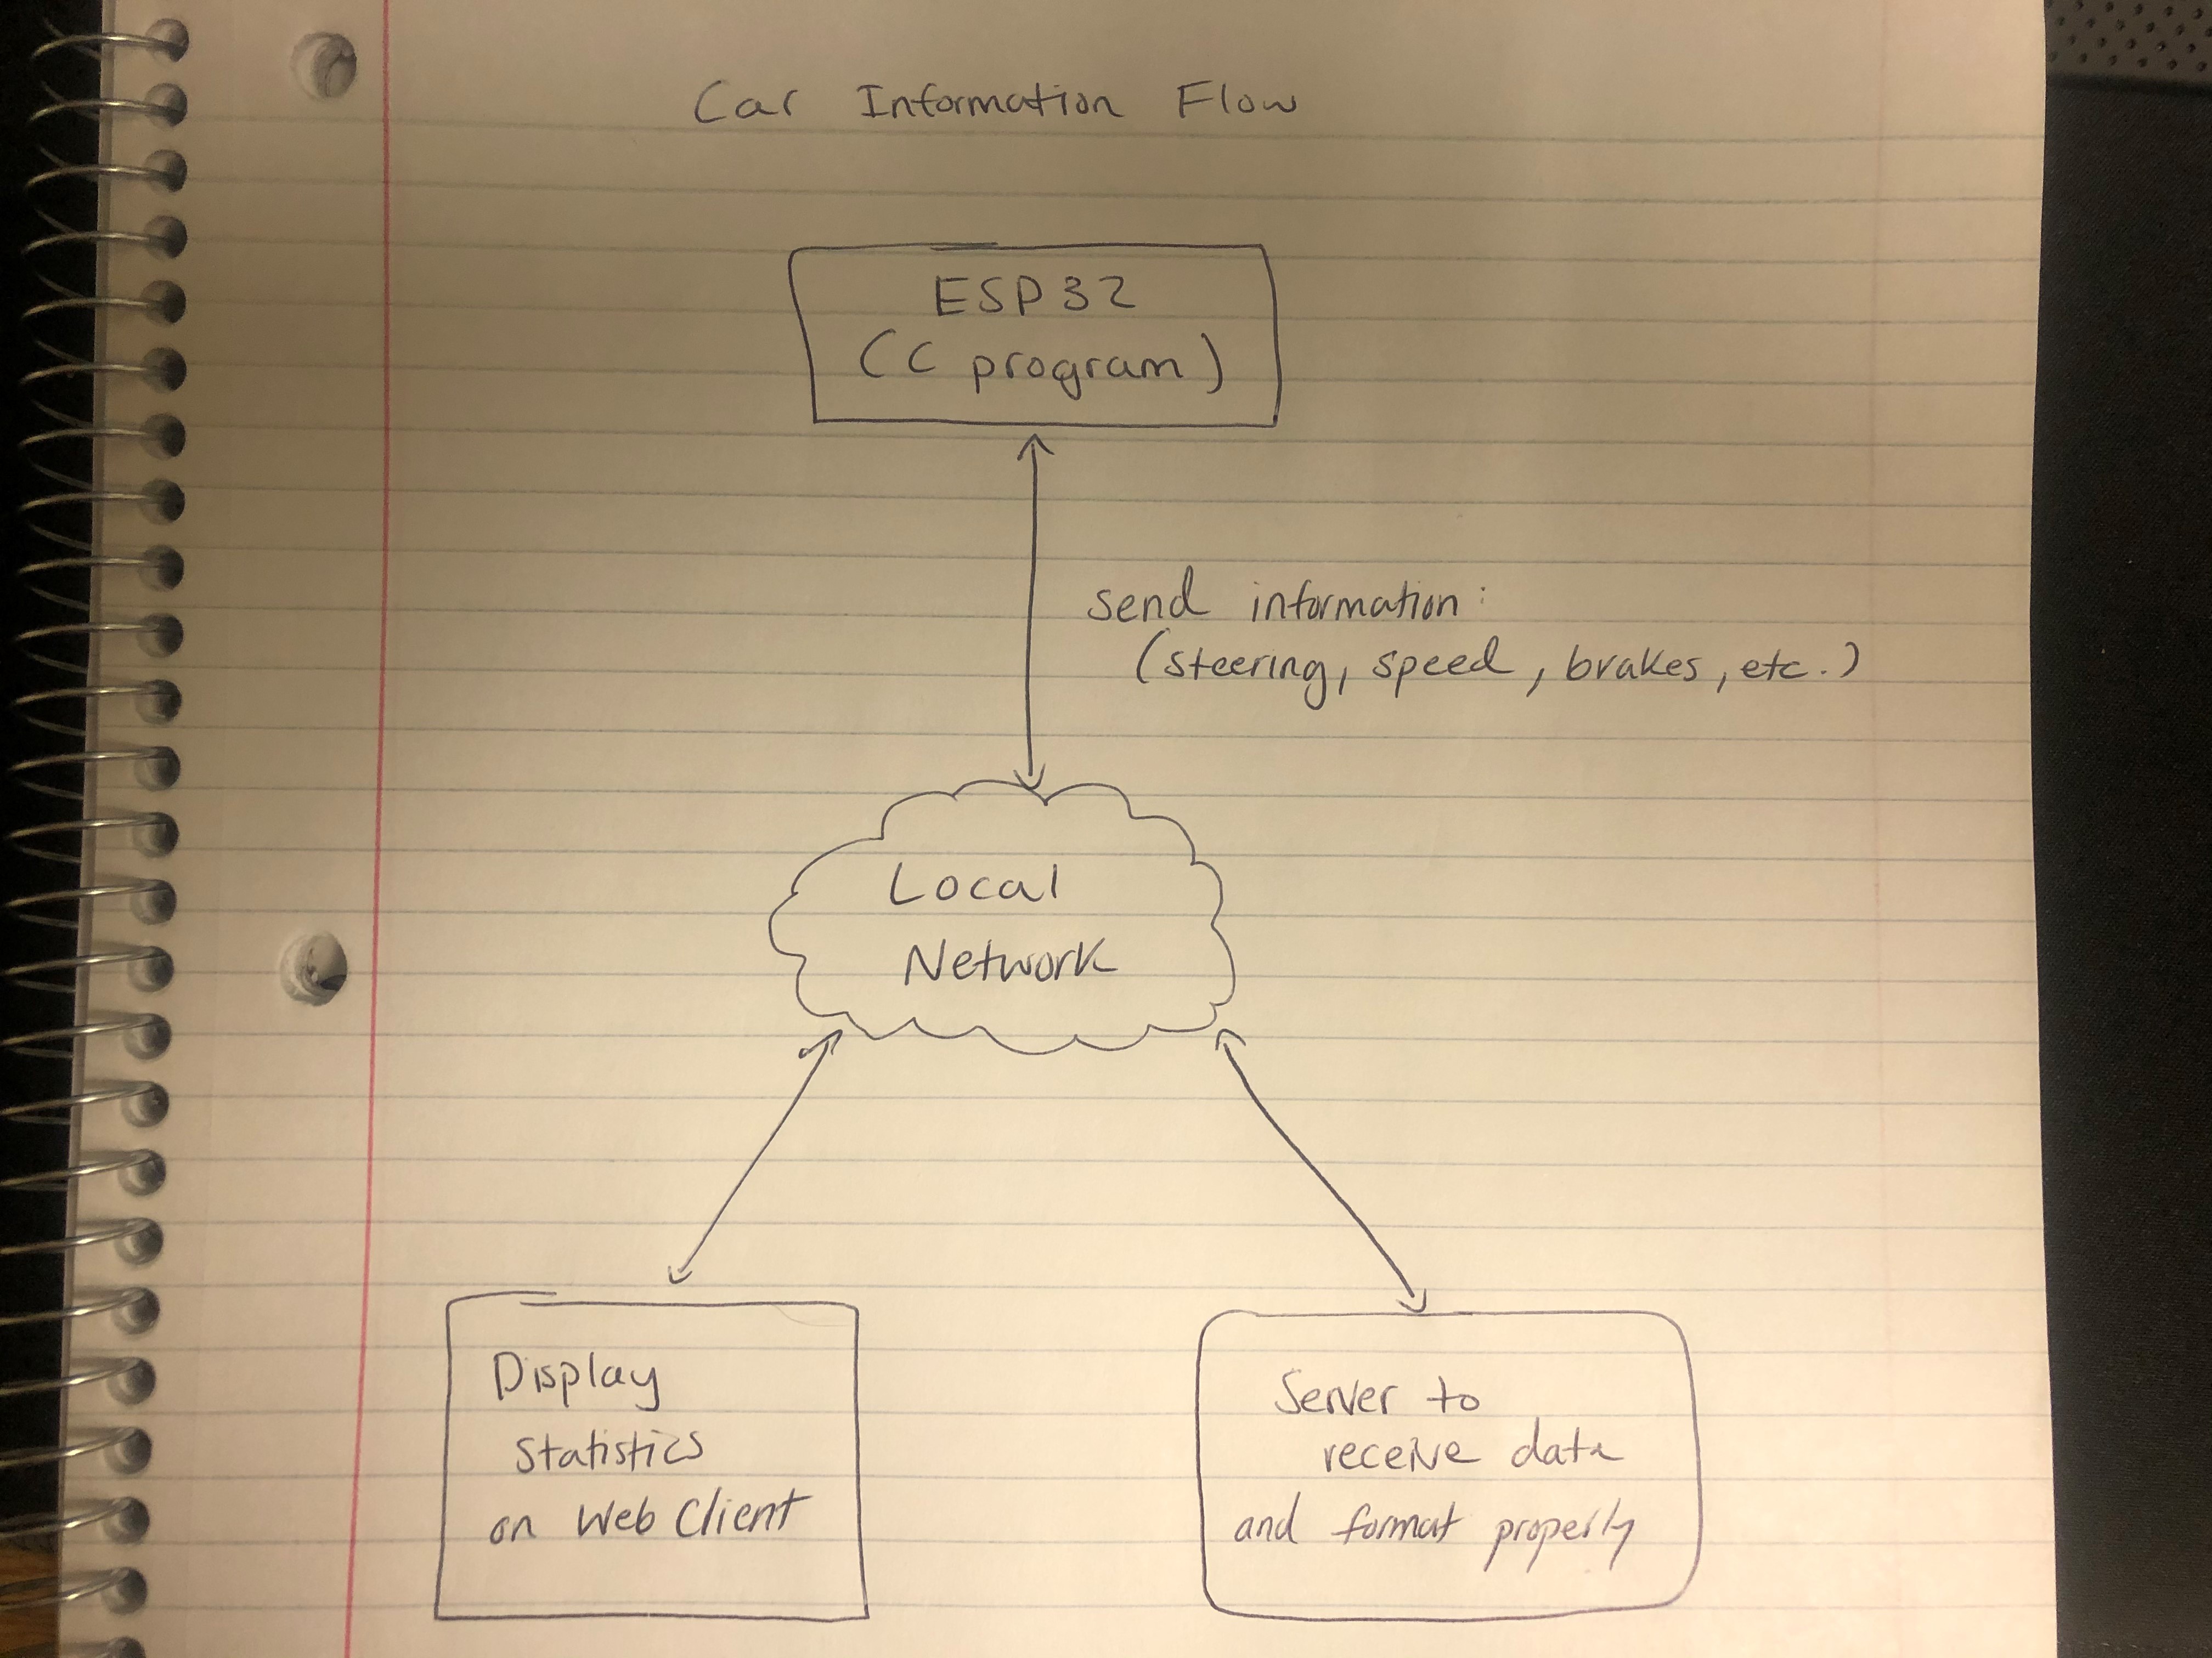 Car Information Flow
ESP32
(C program)
send information:
(steering, speed, brakes, etc.)
Local
Network
Display
Statistics
on Web Client
Server to
receive data
and format properly